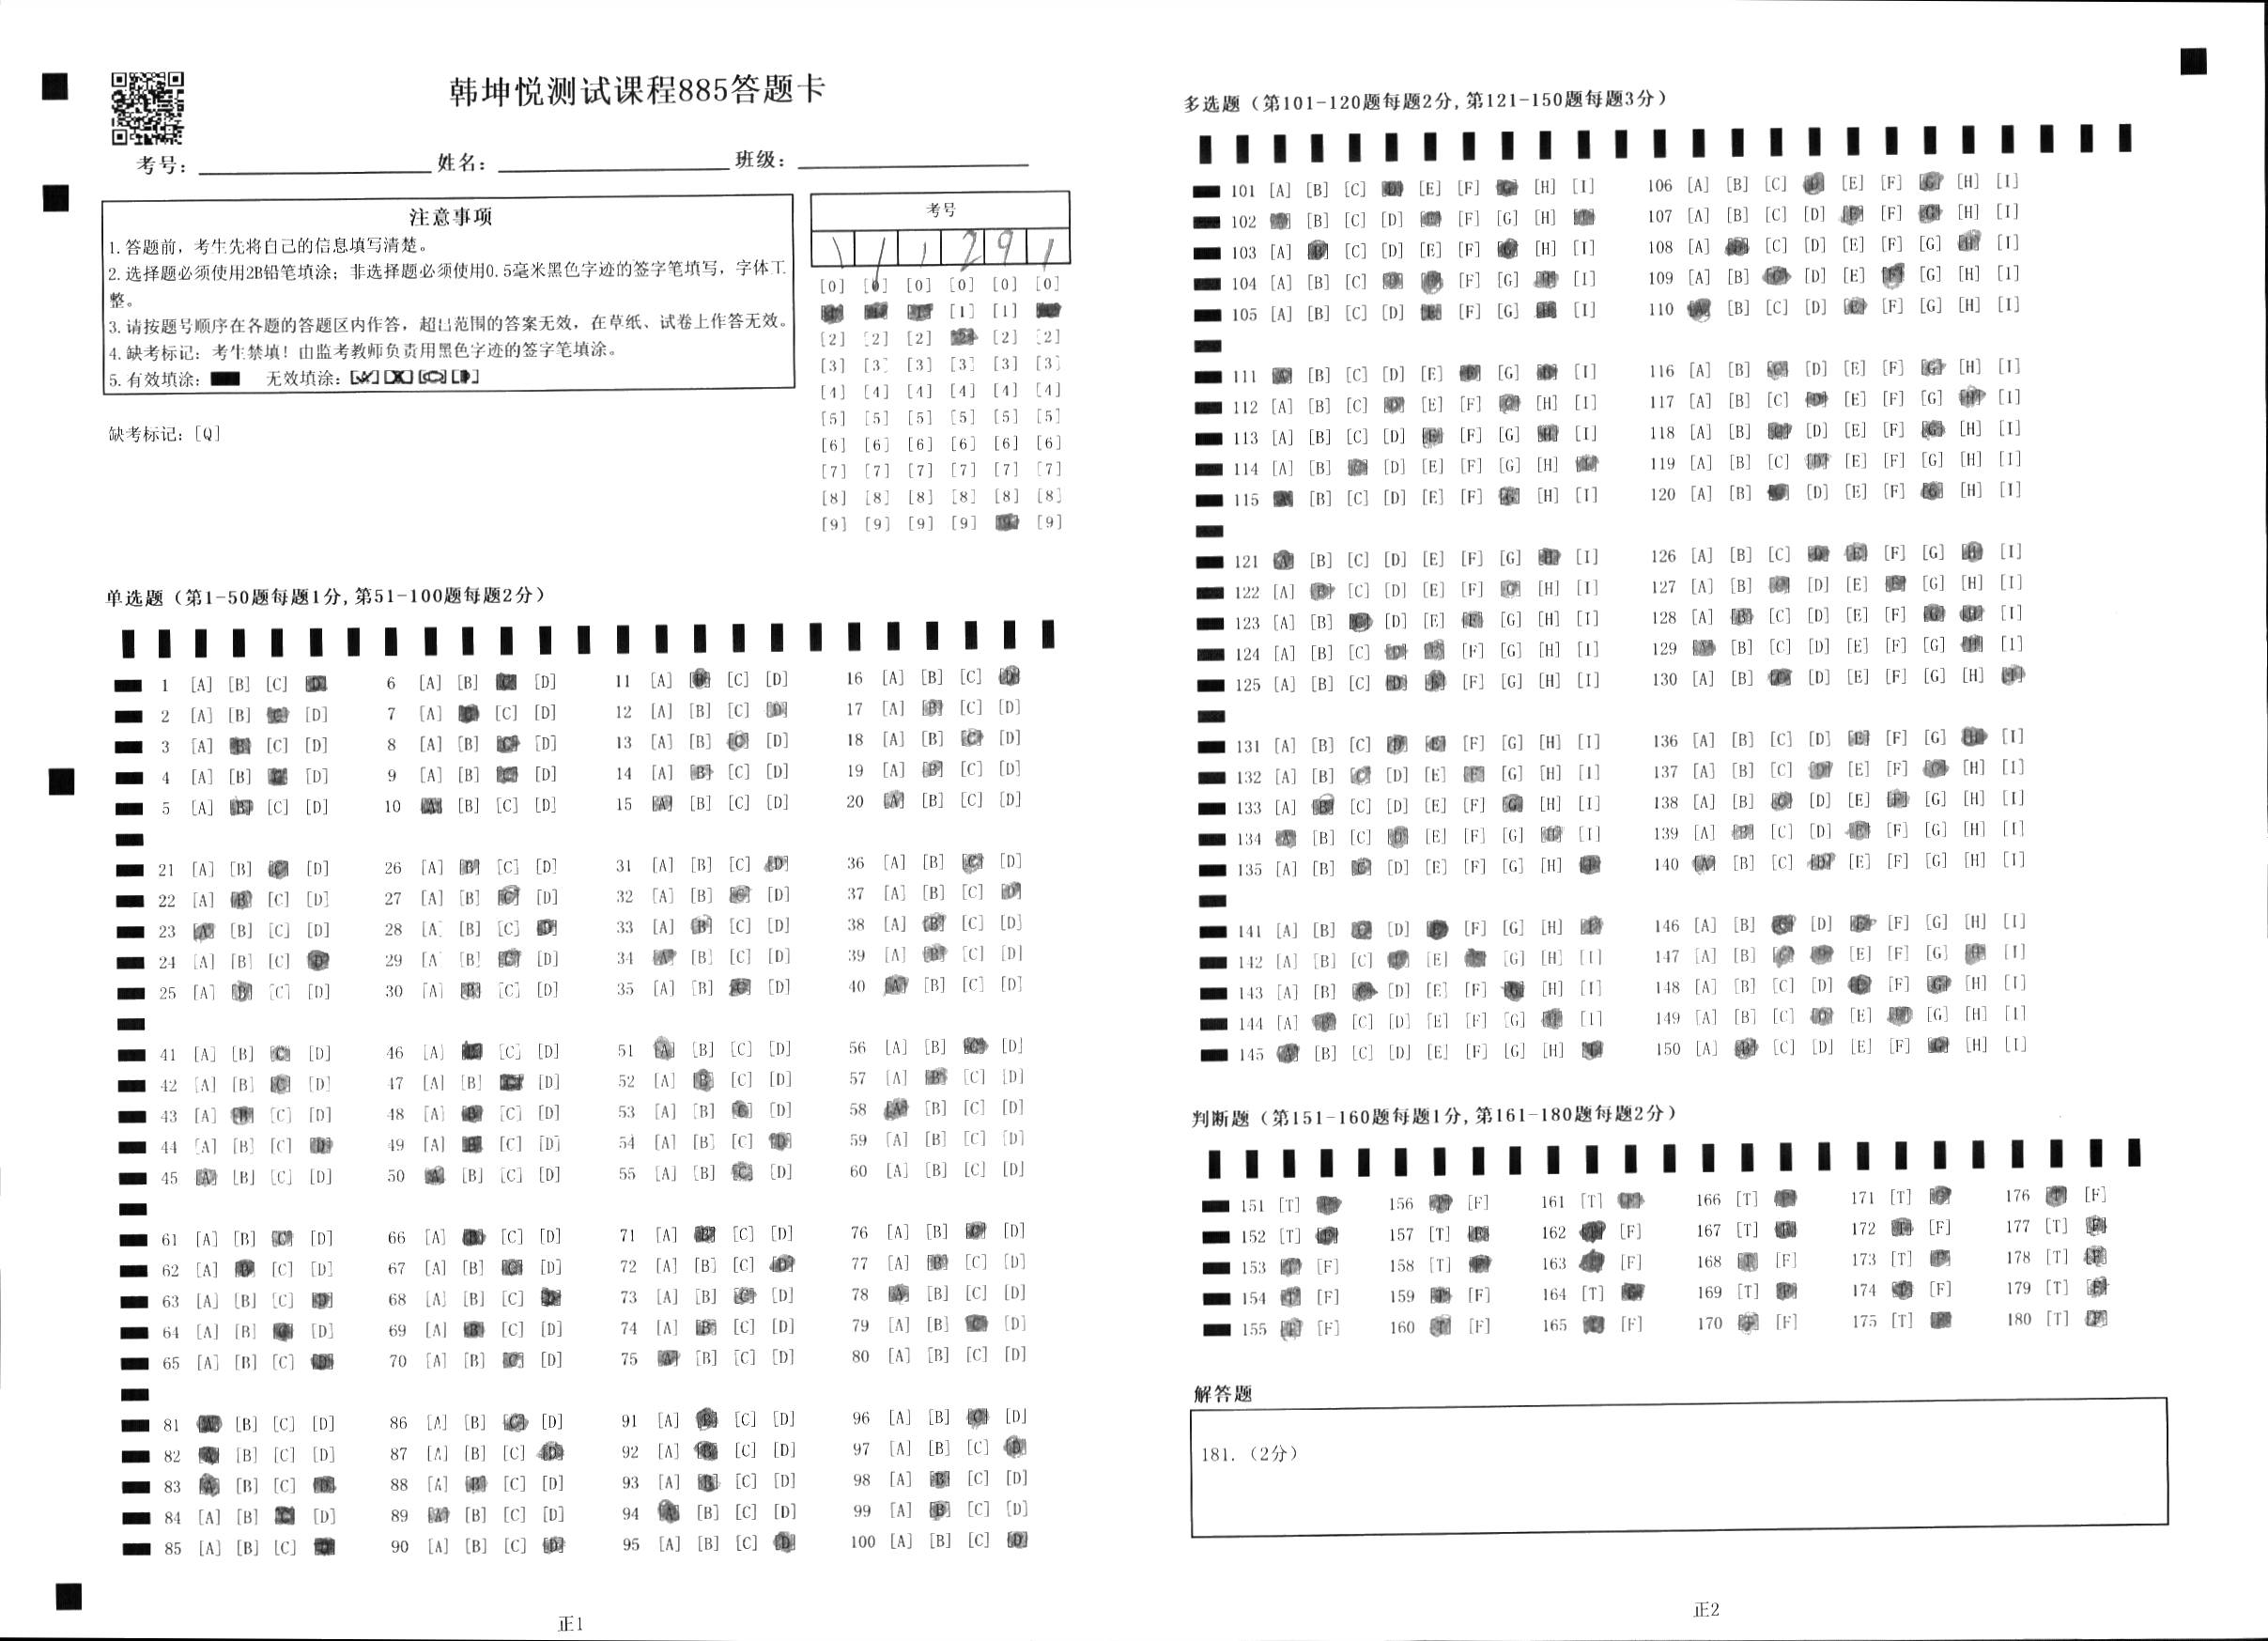 韩坤悦测试课程885答题卡
考号: 姓名: 班级:
注意事项
1.答题前，考生先将自己的信息填写清楚。
2.选择题必须使用2B铅笔填涂；非选择题必须使用0.5毫米黑色字迹的签字笔填写，字体工
整。
3.请按题号顺序在各题的答题区内作答，超出范围的答案无效，在草纸、试卷上作答无效。
4.缺考标记：考生禁填！由监考教师负责用黑色字迹的签字笔填涂。
5.有效填涂: 无效填涂:
缺考标记: [Q]
考号
1 1 1 2 9 1
[0] [0] [0] [0] [0] [0]
[1] [1]
[2] [2] [2] [2] [2]
[3] [3] [3] [3] [3] [3]
[4] [4] [4] [4] [4] [4]
[5] [5] [5] [5] [5] [5]
[6] [6] [6] [6] [6] [6]
[7] [7] [7] [7] [7] [7]
[8] [8] [8] [8] [8] [8]
[9] [9] [9] [9] [9]
单选题（第1-50题每题1分,第51-100题每题2分）
1 [A] [B] [C] 6 [A] [B] [D] 11 [A] [C] [D] 16 [A] [B] [C]
2 [A] [B] [D] 7 [A] [C] [D] 12 [A] [B] [C] 17 [A] [C] [D]
3 [A] [C] [D] 8 [A] [B] [D] 13 [A] [B] [D] 18 [A] [B] [D]
4 [A] [B] [D] 9 [A] [B] [D] 14 [A] [C] [D] 19 [A] [C] [D]
5 [A] [C] [D] 10 [B] [C] [D] 15 [B] [C] [D] 20 [B] [C] [D]
21 [A] [B] [D] 26 [A] [C] [D] 31 [A] [B] [C] 36 [A] [B] [D]
22 [A] [C] [D] 27 [A] [B] [D] 32 [A] [B] [D] 37 [A] [B] [C]
23 [B] [C] [D] 28 [A] [B] [C] 33 [A] [C] [D] 38 [A] [C] [D]
24 [A] [B] [C] 29 [A] [B] [D] 34 [B] [C] [D] 39 [A] [C] [D]
25 [A] [C] [D] 30 [A] [C] [D] 35 [A] [B] [D] 40 [B] [C] [D]
41 [A] [B] [D] 46 [A] [C] [D] 51 [B] [C] [D] 56 [A] [B] [D]
42 [A] [B] [D] 47 [A] [B] [D] 52 [A] [C] [D] 57 [A] [C] [D]
43 [A] [C] [D] 48 [A] [C] [D] 53 [A] [B] [D] 58 [B] [C] [D]
44 [A] [B] [C] 49 [A] [C] [D] 54 [A] [B] [C] 59 [A] [B] [C] [D]
45 [B] [C] [D] 50 [B] [C] [D] 55 [A] [B] [D] 60 [A] [B] [C] [D]
61 [A] [B] [D] 66 [A] [C] [D] 71 [A] [C] [D] 76 [A] [B] [D]
62 [A] [C] [D] 67 [A] [B] [D] 72 [A] [B] [C] 77 [A] [C] [D]
63 [A] [B] [C] 68 [A] [B] [C] 73 [A] [B] [D] 78 [B] [C] [D]
64 [A] [B] [D] 69 [A] [C] [D] 74 [A] [C] [D] 79 [A] [B] [D]
65 [A] [B] [C] 70 [A] [B] [D] 75 [B] [C] [D] 80 [A] [B] [C] [D]
81 [B] [C] [D] 86 [A] [B] [D] 91 [A] [C] [D] 96 [A] [B] [D]
82 [B] [C] [D] 87 [A] [B] [C] 92 [A] [C] [D] 97 [A] [B] [C]
83 [B] [C] 88 [A] [C] [D] 93 [A] [C] [D] 98 [A] [C] [D]
84 [A] [B] [D] 89 [B] [C] [D] 94 [B] [C] [D] 99 [A] [C] [D]
85 [A] [B] [C] 90 [A] [B] [C] 95 [A] [B] [C] 100 [A] [B] [C]
正1
多选题（第101-120题每题2分,第121-150题每题3分）
101 [A] [B] [C] [E] [F] [H] [I] 106 [A] [B] [C] [E] [F] [H] [I]
102 [B] [C] [D] [F] [G] [H] 107 [A] [B] [C] [D] [F] [H] [I]
103 [A] [C] [D] [E] [F] [H] [I] 108 [A] [C] [D] [E] [F] [G] [I]
104 [A] [B] [C] [F] [G] [I] 109 [A] [B] [D] [E] [G] [H] [I]
105 [A] [B] [C] [D] [F] [G] [I] 110 [B] [C] [D] [F] [G] [H] [I]
111 [B] [C] [D] [E] [G] [I] 116 [A] [B] [D] [E] [F] [H] [I]
112 [A] [B] [C] [E] [F] [H] [I] 117 [A] [B] [C] [E] [F] [G] [I]
113 [A] [B] [C] [D] [F] [G] [I] 118 [A] [B] [D] [E] [F] [H] [I]
114 [A] [B] [D] [E] [F] [G] [H] 119 [A] [B] [C] [E] [F] [G] [H] [I]
115 [B] [C] [D] [E] [F] [H] [I] 120 [A] [B] [D] [E] [F] [H] [I]
121 [B] [C] [D] [E] [F] [G] [I] 126 [A] [B] [C] [F] [G] [I]
122 [A] [C] [D] [E] [F] [H] [I] 127 [A] [B] [D] [E] [G] [H] [I]
123 [A] [B] [D] [E] [G] [H] [I] 128 [A] [C] [D] [E] [F] [I]
124 [A] [B] [C] [F] [G] [H] [I] 129 [B] [C] [D] [E] [F] [G] [I]
125 [A] [B] [C] [F] [G] [H] [I] 130 [A] [B] [D] [E] [F] [G] [H]
131 [A] [B] [C] [F] [G] [H] [I] 136 [A] [B] [C] [D] [F] [G] [I]
132 [A] [B] [D] [E] [G] [H] [I] 137 [A] [B] [C] [E] [F] [H] [I]
133 [A] [C] [D] [E] [F] [H] [I] 138 [A] [B] [D] [E] [G] [H] [I]
134 [B] [C] [E] [F] [G] [I] 139 [A] [C] [D] [F] [G] [H] [I]
135 [A] [B] [D] [E] [F] [G] [H] 140 [B] [C] [E] [F] [G] [H] [I]
141 [A] [B] [D] [F] [G] [H] 146 [A] [B] [D] [F] [G] [H] [I]
142 [A] [B] [C] [E] [G] [H] [I] 147 [A] [B] [E] [F] [G] [I]
143 [A] [B] [D] [E] [F] [H] [I] 148 [A] [B] [C] [D] [F] [H] [I]
144 [A] [C] [D] [E] [F] [G] [I] 149 [A] [B] [C] [E] [G] [H] [I]
145 [B] [C] [D] [E] [F] [G] [H] 150 [A] [C] [D] [E] [F] [H] [I]
判断题（第151-160题每题1分,第161-180题每题2分）
151 [T] 156 [F] 161 [T] 166 [T] 171 [T] 176 [F]
152 [T] 157 [T] 162 [F] 167 [T] 172 [F] 177 [T]
153 [F] 158 [T] 163 [F] 168 [F] 173 [T] 178 [T]
154 [F] 159 [F] 164 [T] 169 [T] 174 [F] 179 [T]
155 [F] 160 [F] 165 [F] 170 [F] 175 [T] 180 [T]
解答题
181.（2分）
正2